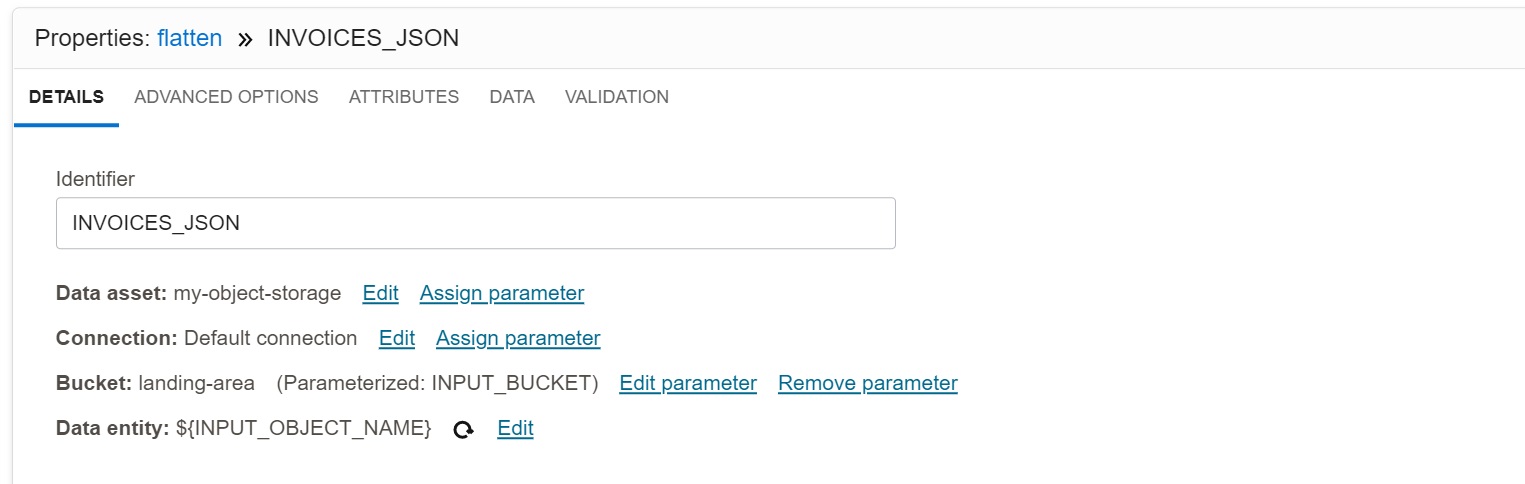 Properties: flatten » INVOICES_JSON
DETAILS ADVANCED OPTIONS ATTRIBUTES DATA VALIDATION
Identifier
INVOICES_JSON
Data asset: my-object-storage Edit Assign parameter
Connection: Default connection Edit Assign parameter
Bucket: landing-area (Parameterized: INPUT_BUCKET) Edit parameter Remove parameter
Data entity: ${INPUT_OBJECT_NAME} Edit